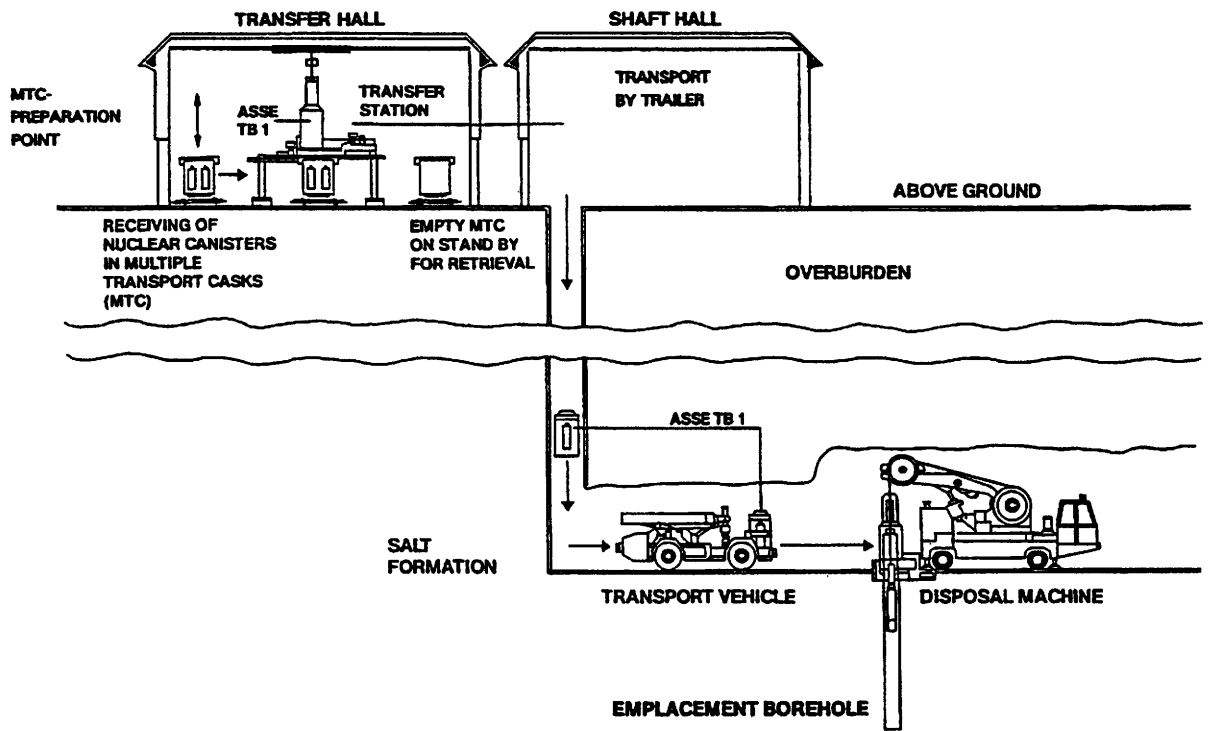 TRANSFER HALL
SHAFT HALL
MTC-
PREPARATION
POINT
ASSE
TB 1
TRANSFER
STATION
TRANSPORT
BY TRAILER
ABOVE GROUND
RECEIVING OF
NUCLEAR CANISTERS
IN MULTIPLE
TRANSPORT CASKS
(MTC)
EMPTY MTC
ON STAND BY
FOR RETRIEVAL
OVERBURDEN
ASSE TB 1
SALT
FORMATION
TRANSPORT VEHICLE
DISPOSAL MACHINE
EMPLACEMENT BOREHOLE